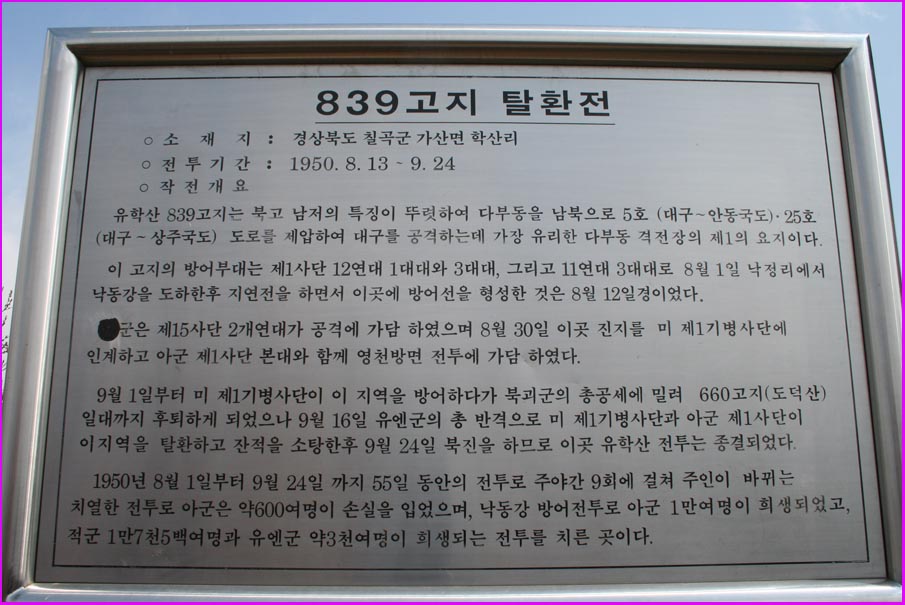 839고지 탈환전
○ 소 재 지 : 경상북도 칠곡군 가산면 학산리
○ 전투기간 : 1950. 8. 13 ~ 9. 24
○ 작전개요
유학산 839고지는 북고 남저의 특징이 뚜렷하여 다부동을 남북으로 5호 (대구~안동국도)·25호
(대구 ~ 상주국도) 도로를 제압하여 대구를 공격하는데 가장 유리한 다부동 격전장의 제1의 요지이다.
이 고지의 방어부대는 제1사단 12연대 1대대와 3대대, 그리고 11연대 3대대로 8월 1일 낙정리에서
낙동강을 도하한후 지연전을 하면서 이곳에 방어선을 형성한 것은 8월 12일경이었다.
군은 제15사단 2개연대가 공격에 가담 하였으며 8월 30일 이곳 진지를 미 제1기병사단에
인계하고 아군 제1사단 본대와 함께 영천방면 전투에 가담 하였다.
9월 1일부터 미 제1기병사단이 이 지역을 방어하다가 북괴군의 총공세에 밀려 660고지(도덕산)
일대까지 후퇴하게 되었으나 9월 16일 유엔군의 총 반격으로 미 제1기병사단과 아군 제1사단이
이지역을 탈환하고 잔적을 소탕한후 9월 24일 북진을 하므로 이곳 유학산 전투는 종결되었다.
1950년 8월 1일부터 9월 24일 까지 55일 동안의 전투로 주야간 9회에 걸쳐 주인이 바뀌는
치열한 전투로 아군은 약600여명이 손실을 입었으며, 낙동강 방어전투로 아군 1만여명이 희생되었고,
적군 1만7천5백여명과 유엔군 약3천여명이 희생되는 전투를 치른 곳이다.